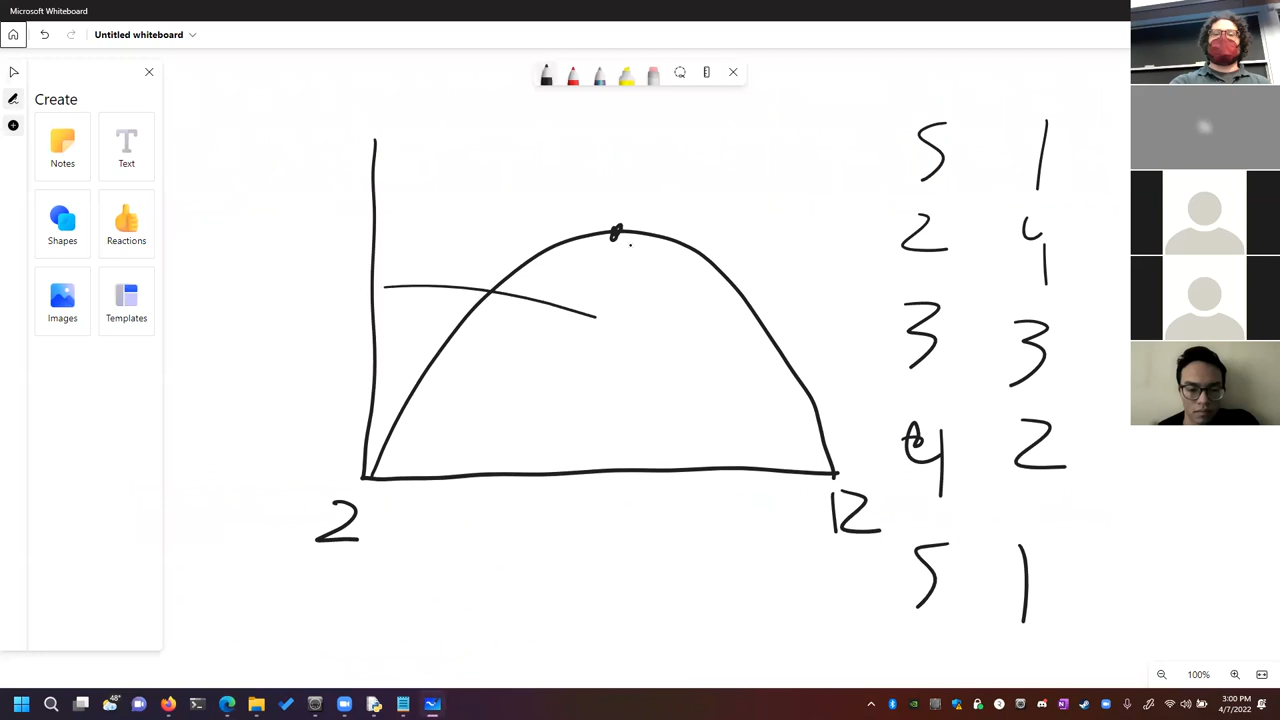 Microsoft Whiteboard
Untitled whiteboard
Create
Notes Text
Shapes Reactions
Images Templates
5 1
2 4
3 3
4 2
5 1
2 12
100%
48°
3:00 PM
4/7/2022